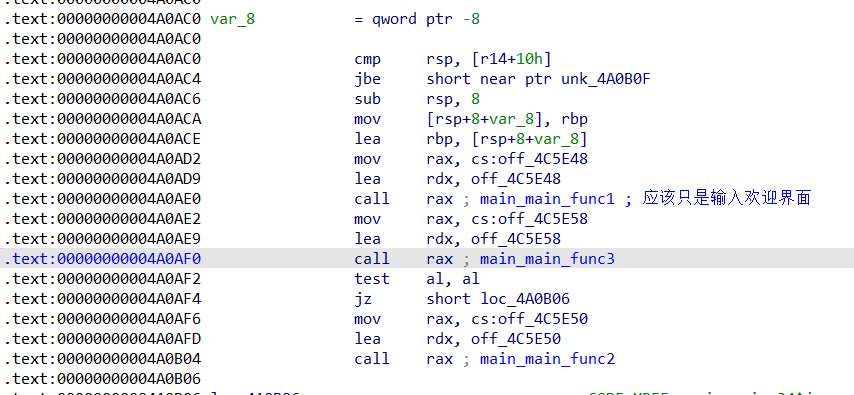 .text:00000000004A0AC0 var_8 = qword ptr -8
.text:00000000004A0AC0
.text:00000000004A0AC0 cmp rsp, [r14+10h]
.text:00000000004A0AC4 jbe short near ptr unk_4A0B0F
.text:00000000004A0AC6 sub rsp, 8
.text:00000000004A0ACA mov [rsp+8+var_8], rbp
.text:00000000004A0ACE lea rbp, [rsp+8+var_8]
.text:00000000004A0AD2 mov rax, cs:off_4C5E48
.text:00000000004A0AD9 lea rdx, off_4C5E48
.text:00000000004A0AE0 call rax ; main_main_func1 ; 应该只是输入欢迎界面
.text:00000000004A0AE2 mov rax, cs:off_4C5E58
.text:00000000004A0AE9 lea rdx, off_4C5E58
.text:00000000004A0AF0 call rax ; main_main_func3
.text:00000000004A0AF2 test al, al
.text:00000000004A0AF4 jz short loc_4A0B06
.text:00000000004A0AF6 mov rax, cs:off_4C5E50
.text:00000000004A0AFD lea rdx, off_4C5E50
.text:00000000004A0B04 call rax ; main_main_func2
.text:00000000004A0B06